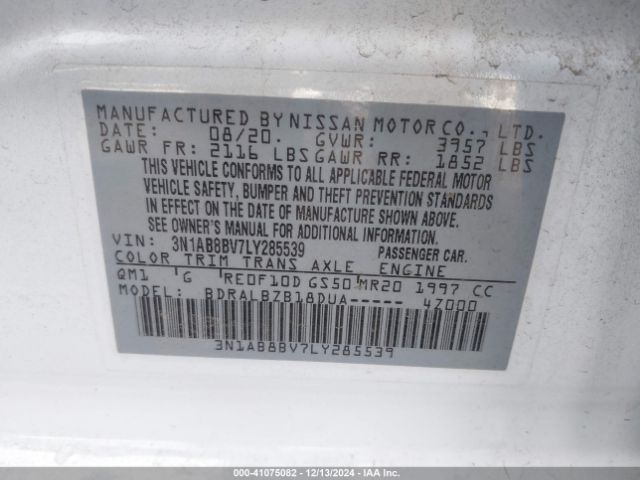 MANUFACTURED BY NISSAN MOTOR CO., LTD.
DATE: 08/20. GVWR: 3957 LBS
GAWR FR: 2116 LBS GAWR RR: 1852 LBS
THIS VEHICLE CONFORMS TO ALL APPLICABLE FEDERAL MOTOR
VEHICLE SAFETY, BUMPER AND THEFT PREVENTION STANDARDS
IN EFFECT ON THE DATE OF MANUFACTURE SHOWN ABOVE.
SEE OWNER'S MANUAL FOR ADDITIONAL INFORMATION.
VIN: 3N1AB8BV7LY285539 PASSENGER CAR.
COLOR TRIM TRANS AXLE ENGINE
QM1 G RE0F10D GS50 MR20 1997 CC
MODEL: BDRALBZB18DUA----- 4Z000
3N1AB8BV7LY285539
000-41075082 - 12/13/2024 - IAA Holdings, LLC